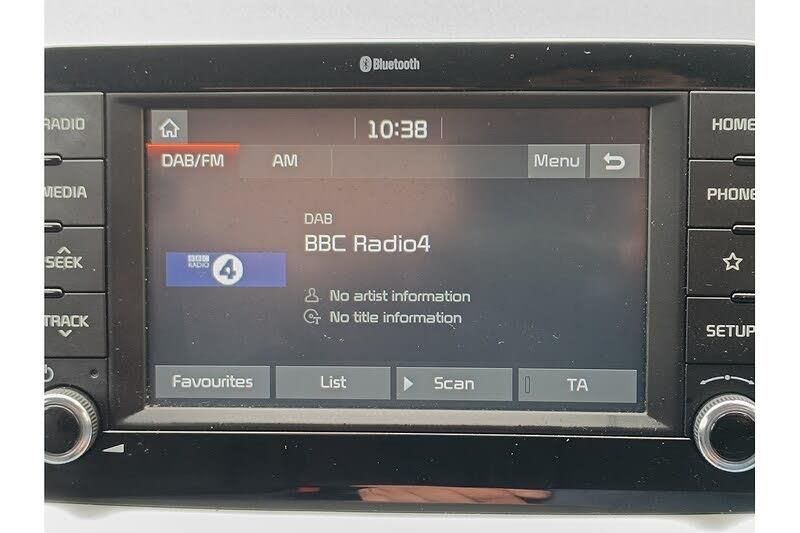 Bluetooth
RADIO
MEDIA
SEEK
TRACK
10:38
DAB/FM AM Menu
DAB
BBC Radio4
BBC
RADIO 4
No artist information
No title information
Favourites List Scan TA
HOME
PHONE
SETUP